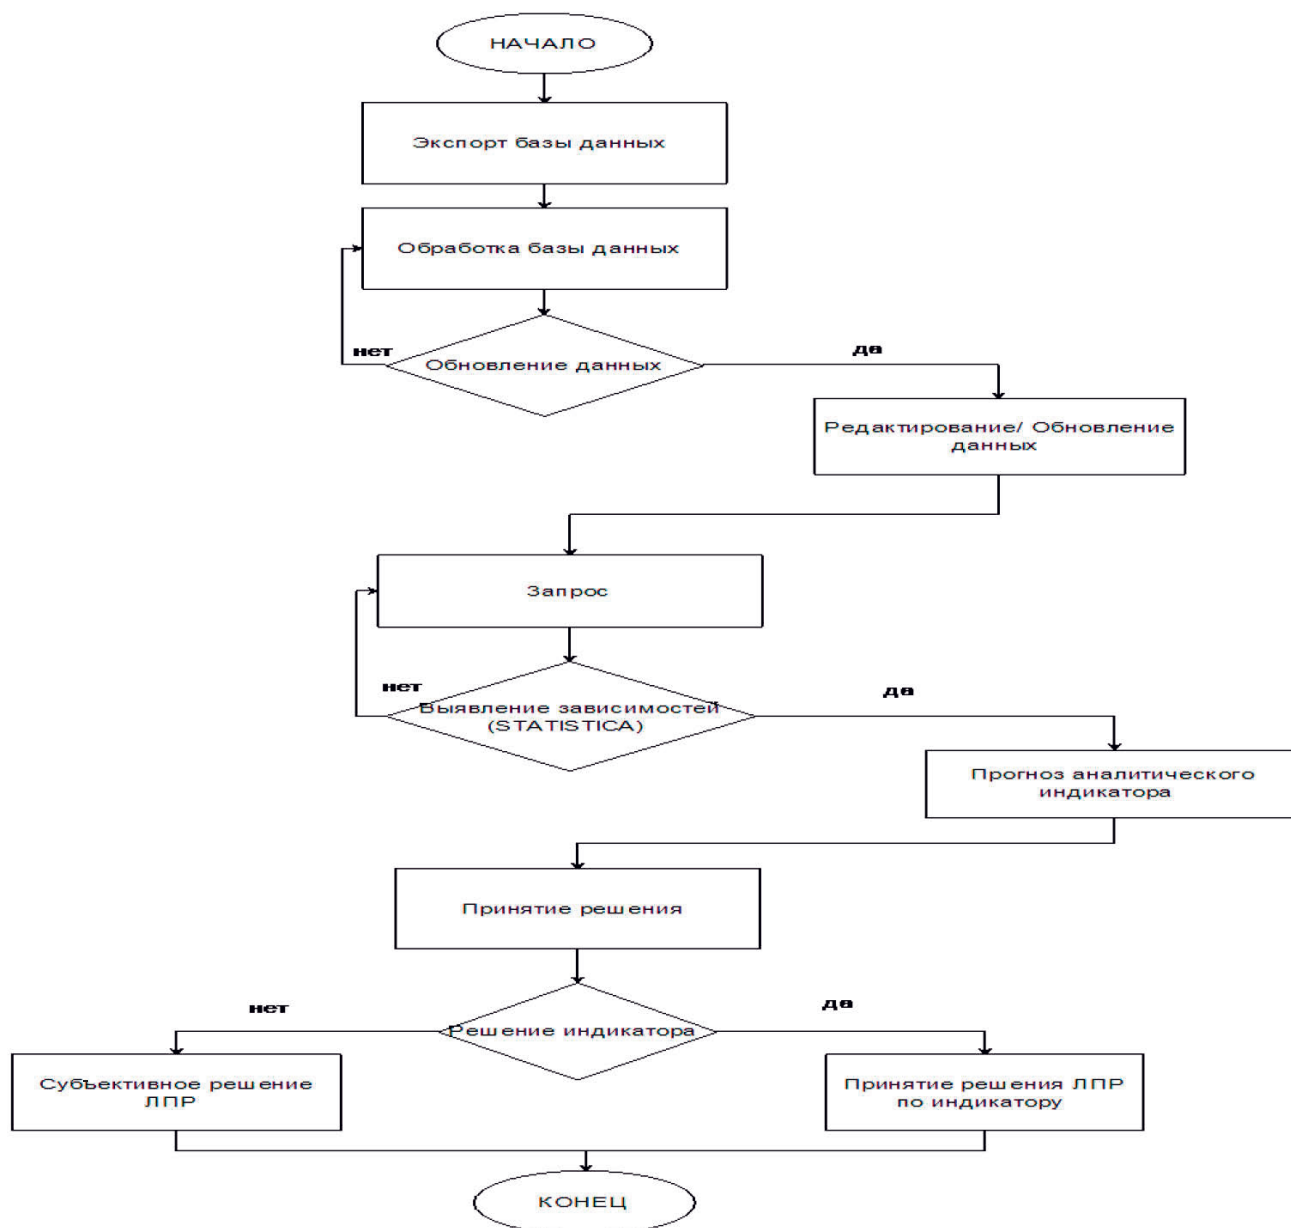 НАЧАЛО
Экспорт базы данных
Обработка базы данных
нет
Обновление данных
да
Редактирование/ Обновление
данных
Запрос
нет
да
Выявление зависимостей
(STATISTICA)
Прогноз аналитического
индикатора
Принятие решения
нет
да
Решение индикатора
Субъективное решение
ЛПР
Принятие решения ЛПР
по индикатору
КОНЕЦ